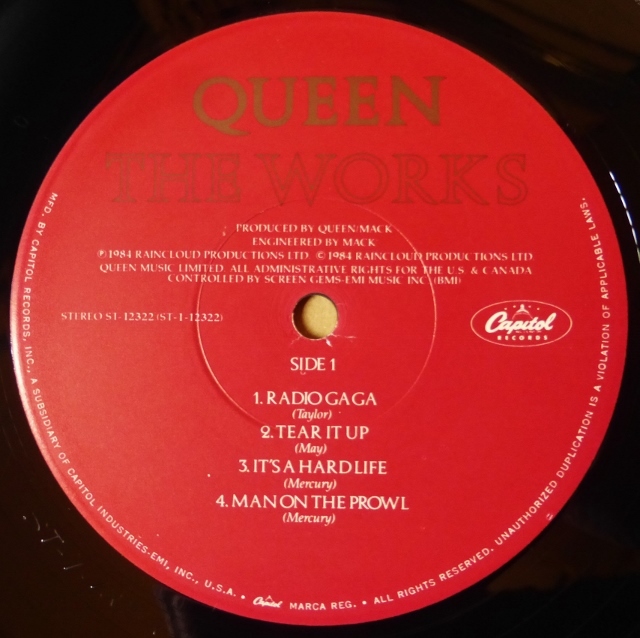 QUEEN
THE WORKS
PRODUCED BY QUEEN/MACK
ENGINEERED BY MACK
℗1984 RAINCLOUD PRODUCTIONS LTD ©1984 RAINCLOUD PRODUCTIONS LTD
QUEEN MUSIC LIMITED. ALL ADMINISTRATIVE RIGHTS FOR THE U S & CANADA
CONTROLLED BY SCREEN GEMS-EMI MUSIC INC (BMI)
STEREO S1-12322 (ST-1-12322)
Capitol
RECORDS
SIDE 1
1. RADIO GA GA
(Taylor)
2. TEAR IT UP
(May)
3. IT'S A HARD LIFE
(Mercury)
4. MAN ON THE PROWL
(Mercury)
MFD. BY CAPITOL RECORDS, INC., A SUBSIDIARY OF CAPITOL INDUSTRIES-EMI, INC., U.S.A. • Capitol MARCA REG. • ALL RIGHTS RESERVED. UNAUTHORIZED DUPLICATION IS A VIOLATION OF APPLICABLE LAWS.